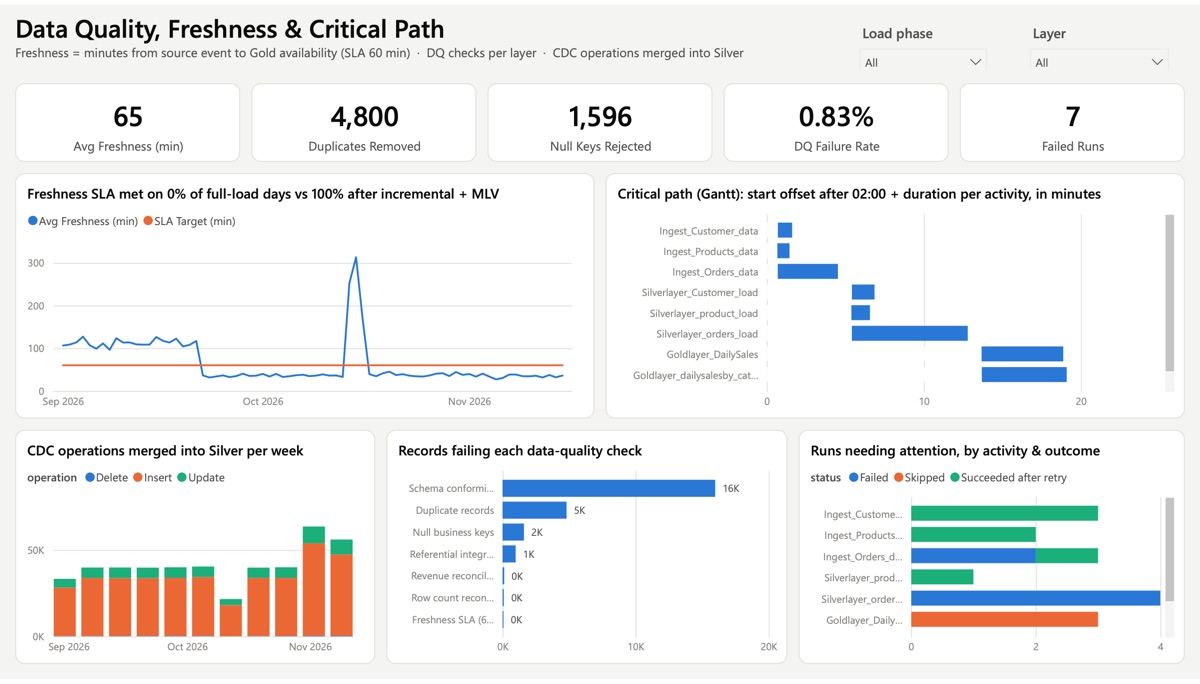 Data Quality, Freshness & Critical Path
Freshness = minutes from source event to Gold availability (SLA 60 min) · DQ checks per layer · CDC operations merged into Silver
Load phase
All
Layer
All
65
Avg Freshness (min)
4,800
Duplicates Removed
1,596
Null Keys Rejected
0.83%
DQ Failure Rate
7
Failed Runs
Freshness SLA met on 0% of full-load days vs 100% after incremental + MLV
Avg Freshness (min) SLA Target (min)
300
200
100
0
Sep 2026 Oct 2026 Nov 2026
Critical path (Gantt): start offset after 02:00 + duration per activity, in minutes
Ingest_Customer_data
Ingest_Products_data
Ingest_Orders_data
Silverlayer_Customer_load
Silverlayer_product_load
Silverlayer_orders_load
Goldlayer_DailySales
Goldlayer_dailysalesby_cat...
0 10 20
CDC operations merged into Silver per week
operation Delete Insert Update
50K
0K
Sep 2026 Oct 2026 Nov 2026
Records failing each data-quality check
Schema conformi... 16K
Duplicate records 5K
Null business keys 2K
Referential integr... 1K
Revenue reconcil... 0K
Row count recon... 0K
Freshness SLA (6... 0K
0K 10K 20K
Runs needing attention, by activity & outcome
status Failed Skipped Succeeded after retry
Ingest_Custome...
Ingest_Products...
Ingest_Orders_d...
Silverlayer_prod...
Silverlayer_order...
Goldlayer_Daily...
0 2 4